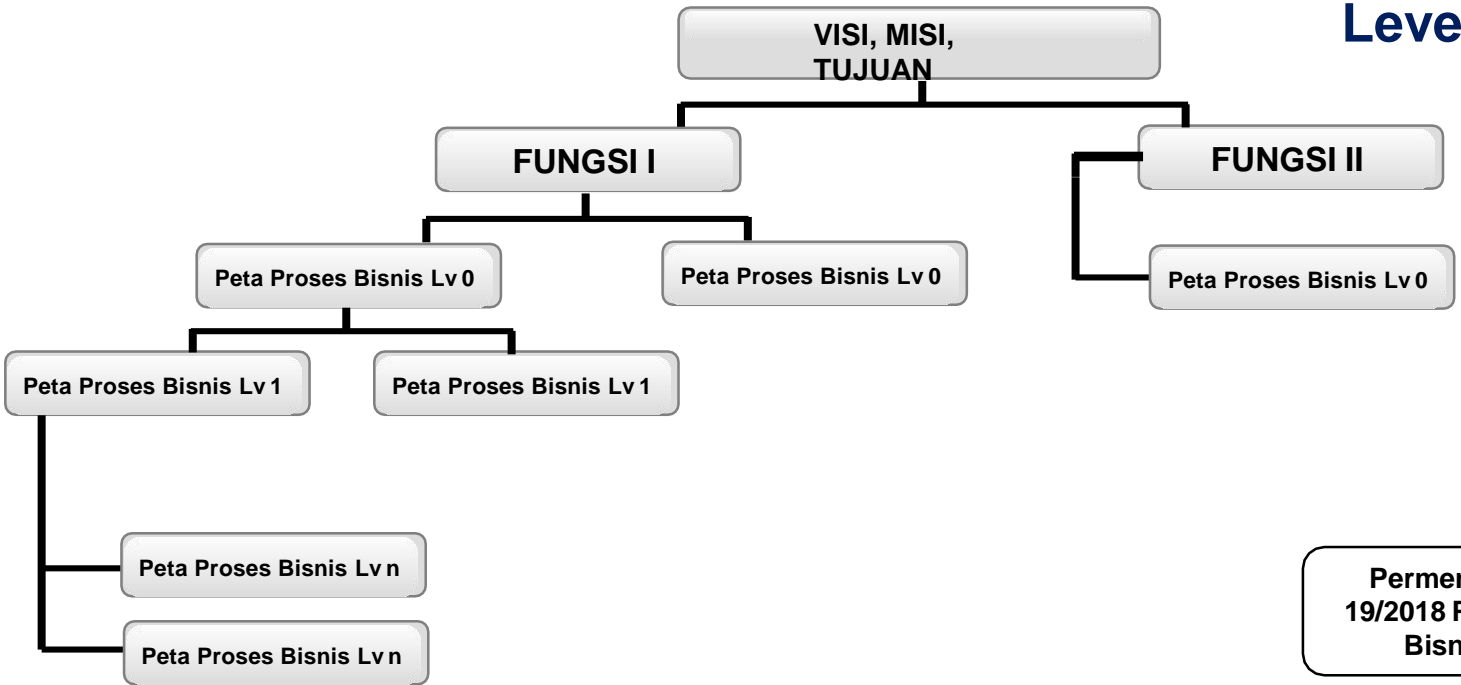 Leve
VISI, MISI,
TUJUAN
FUNGSI I
FUNGSI II
Peta Proses Bisnis Lv 0
Peta Proses Bisnis Lv 0
Peta Proses Bisnis Lv 0
Peta Proses Bisnis Lv 1
Peta Proses Bisnis Lv 1
Peta Proses Bisnis Lv n
Peta Proses Bisnis Lv n
Permen
19/2018 P
Bisn